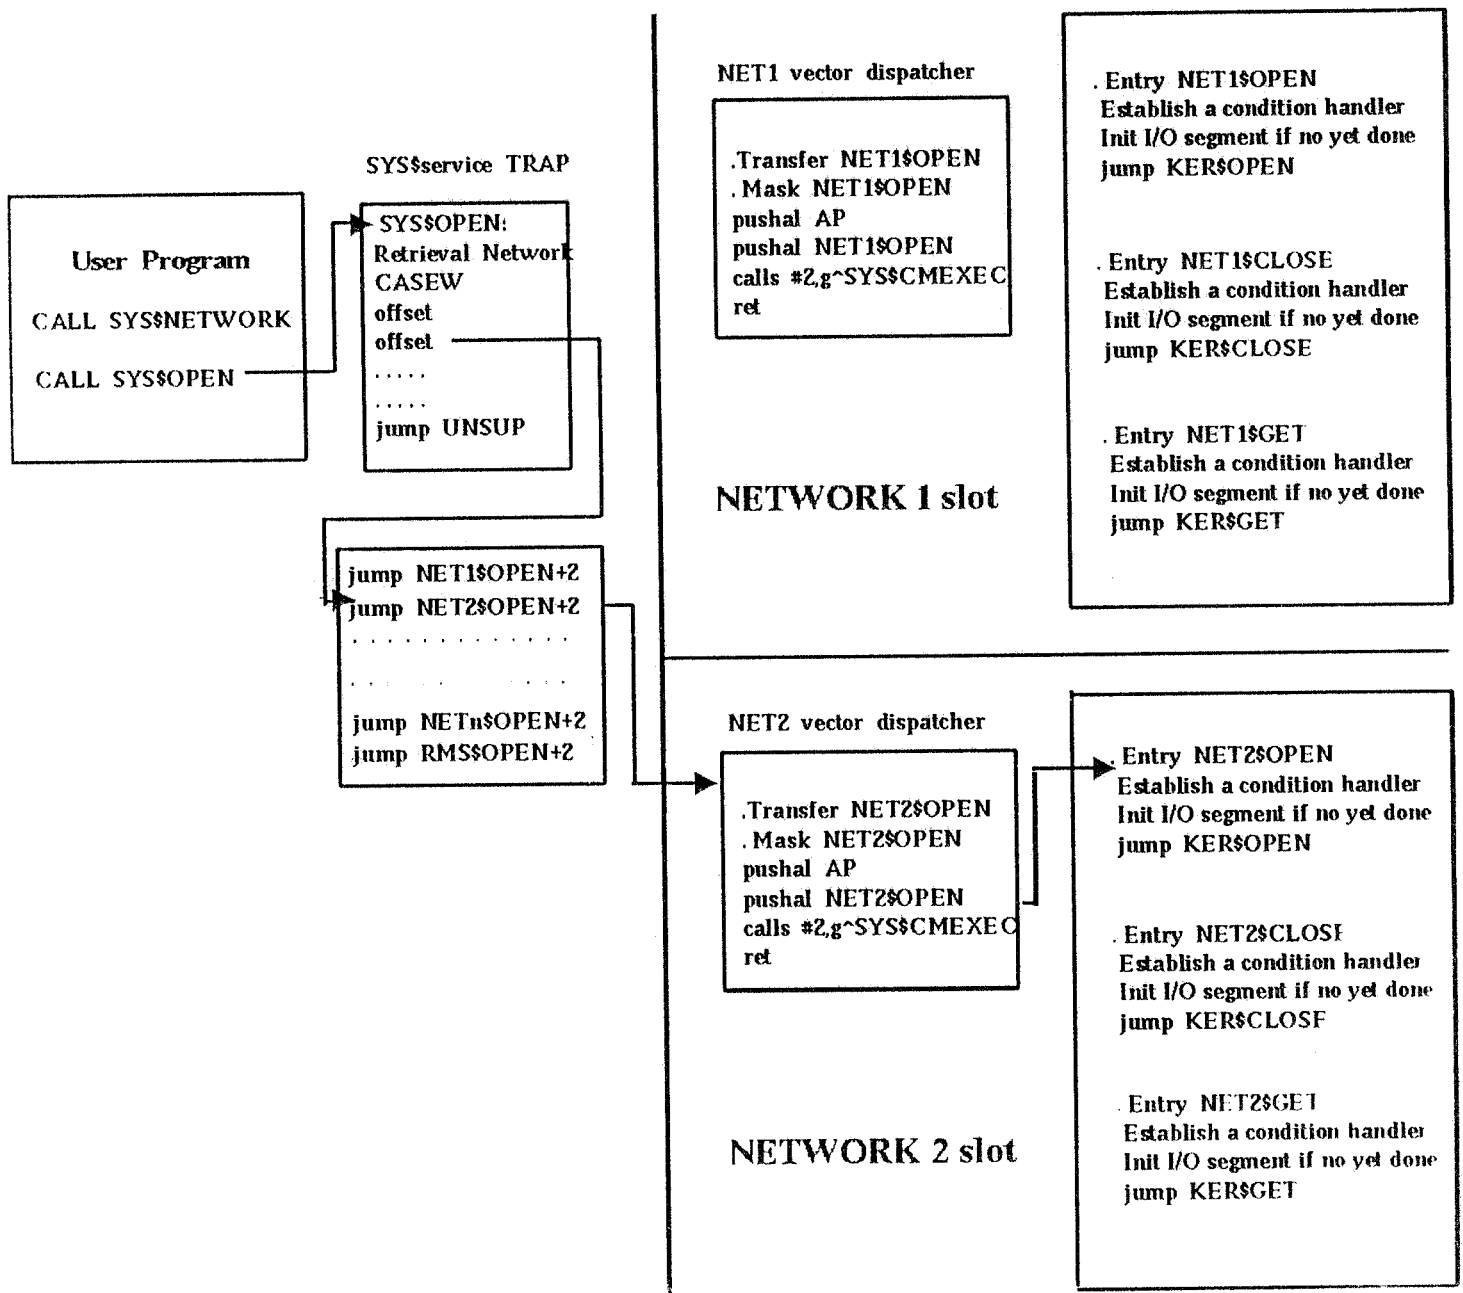 User Program
CALL SYS$NETWORK
CALL SYS$OPEN
SYS$service TRAP
SYS$OPEN:
Retrieval Network
CASEW
offset
offset
. . . . .
. . . . .
jump UNSUP
jump NET1$OPEN+2
jump NET2$OPEN+2
. . . . . . . . . . . . .
. . . . . . . .
jump NETn$OPEN+2
jump RMS$OPEN+2
NET1 vector dispatcher
.Transfer NET1$OPEN
. Mask NET1$OPEN
pushal AP
pushal NET1$OPEN
calls #2,g^SYS$CMEXEC
ret
NETWORK 1 slot
. Entry NET1$OPEN
Establish a condition handler
Init I/O segment if no yet done
jump KER$OPEN
. Entry NET1$CLOSE
Establish a condition handler
Init I/O segment if no yet done
jump KER$CLOSE
. Entry NET1$GET
Establish a condition handler
Init I/O segment if no yet done
jump KER$GET
NET2 vector dispatcher
.Transfer NET2$OPEN
. Mask NET2$OPEN
pushal AP
pushal NET2$OPEN
calls #2,g^SYS$CMEXEC
ret
NETWORK 2 slot
. Entry NET2$OPEN
Establish a condition handler
Init I/O segment if no yet done
jump KER$OPEN
. Entry NET2$CLOSE
Establish a condition handler
Init I/O segment if no yet done
jump KER$CLOSE
. Entry NET2$GET
Establish a condition handler
Init I/O segment if no yet done
jump KER$GET